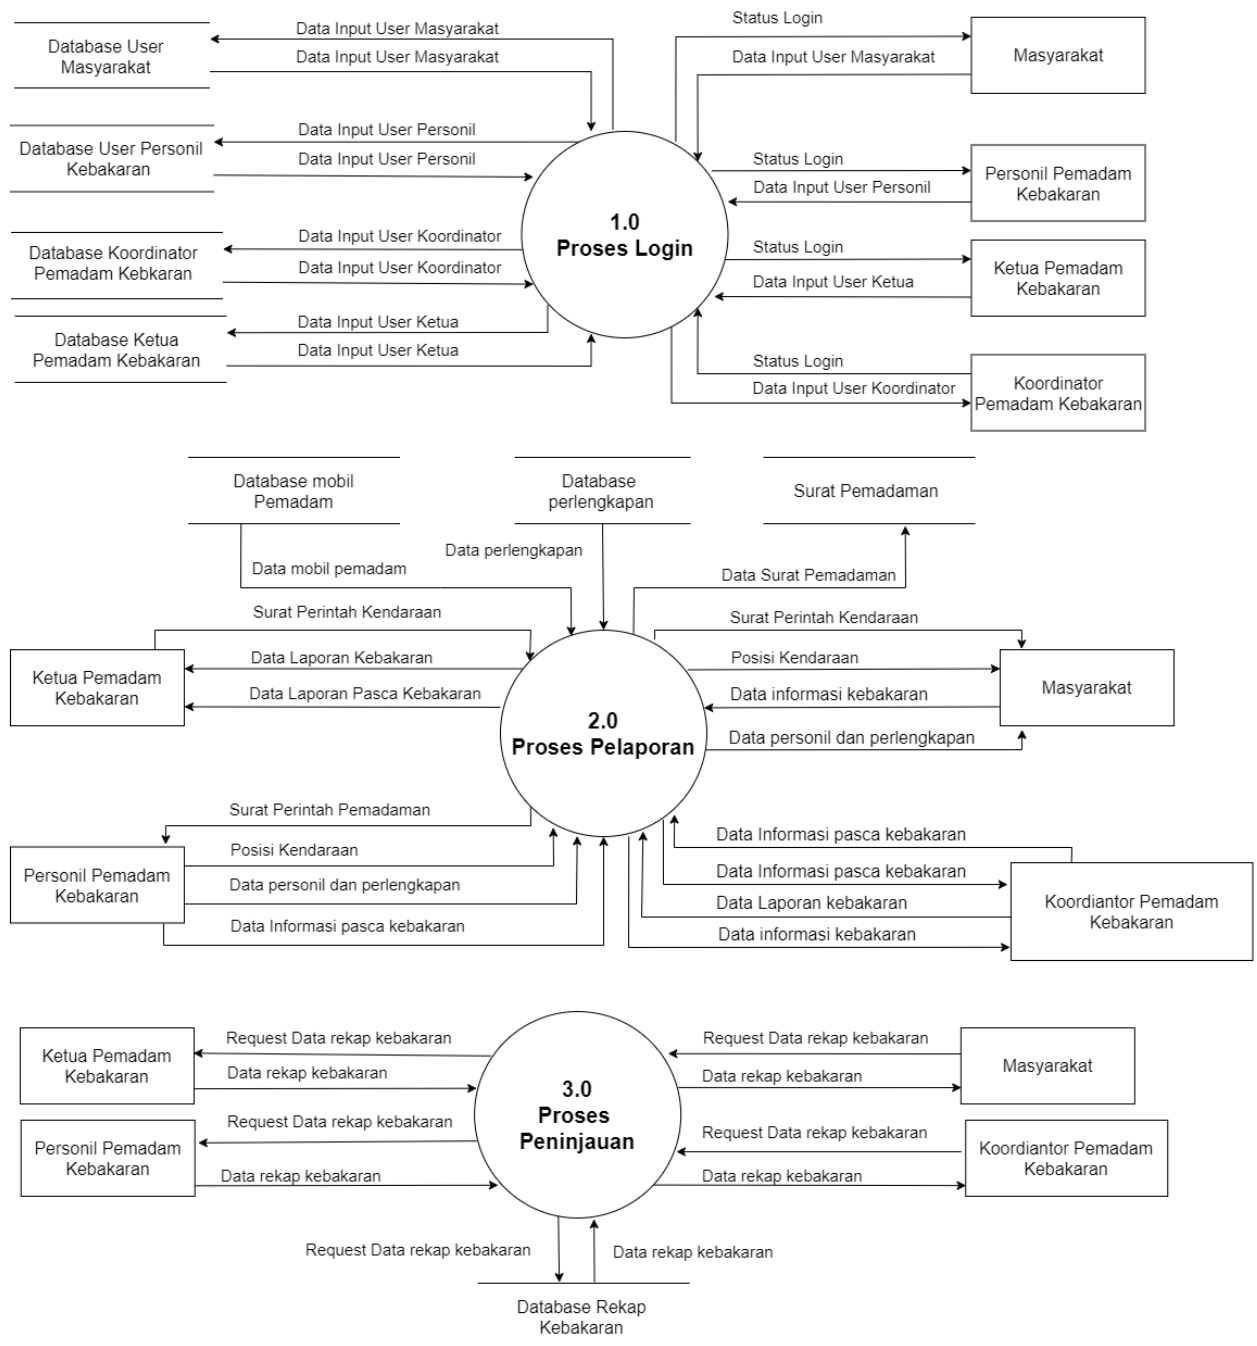 Data Input User Masyarakat
Data Input User Masyarakat
Database User
Masyarakat
Status Login
Data Input User Masyarakat
Masyarakat
Data Input User Personil
Data Input User Personil
Database User Personil
Kebakaran
Status Login
Data Input User Personil
Personil Pemadam
Kebakaran
1.0
Proses Login
Data Input User Koordinator
Data Input User Koordinator
Database Koordinator
Pemadam Kebkaran
Status Login
Data Input User Ketua
Ketua Pemadam
Kebakaran
Data Input User Ketua
Data Input User Ketua
Database Ketua
Pemadam Kebakaran
Status Login
Data Input User Koordinator
Koordinator
Pemadam Kebakaran
Database mobil
Pemadam
Database
perlengkapan
Surat Pemadaman
Data perlengkapan
Data mobil pemadam
Data Surat Pemadaman
Surat Perintah Kendaraan
Data Laporan Kebakaran
Data Laporan Pasca Kebakaran
Ketua Pemadam
Kebakaran
2.0
Proses Pelaporan
Surat Perintah Kendaraan
Posisi Kendaraan
Data informasi kebakaran
Data personil dan perlengkapan
Masyarakat
Surat Perintah Pemadaman
Posisi Kendaraan
Data personil dan perlengkapan
Data Informasi pasca kebakaran
Personil Pemadam
Kebakaran
Data Informasi pasca kebakaran
Data Informasi pasca kebakaran
Data Laporan kebakaran
Data informasi kebakaran
Koordiantor Pemadam
Kebakaran
Request Data rekap kebakaran
Data rekap kebakaran
Ketua Pemadam
Kebakaran
Request Data rekap kebakaran
Data rekap kebakaran
Personil Pemadam
Kebakaran
3.0
Proses
Peninjauan
Request Data rekap kebakaran
Data rekap kebakaran
Masyarakat
Request Data rekap kebakaran
Data rekap kebakaran
Koordiantor Pemadam
Kebakaran
Request Data rekap kebakaran
Data rekap kebakaran
Database Rekap
Kebakaran